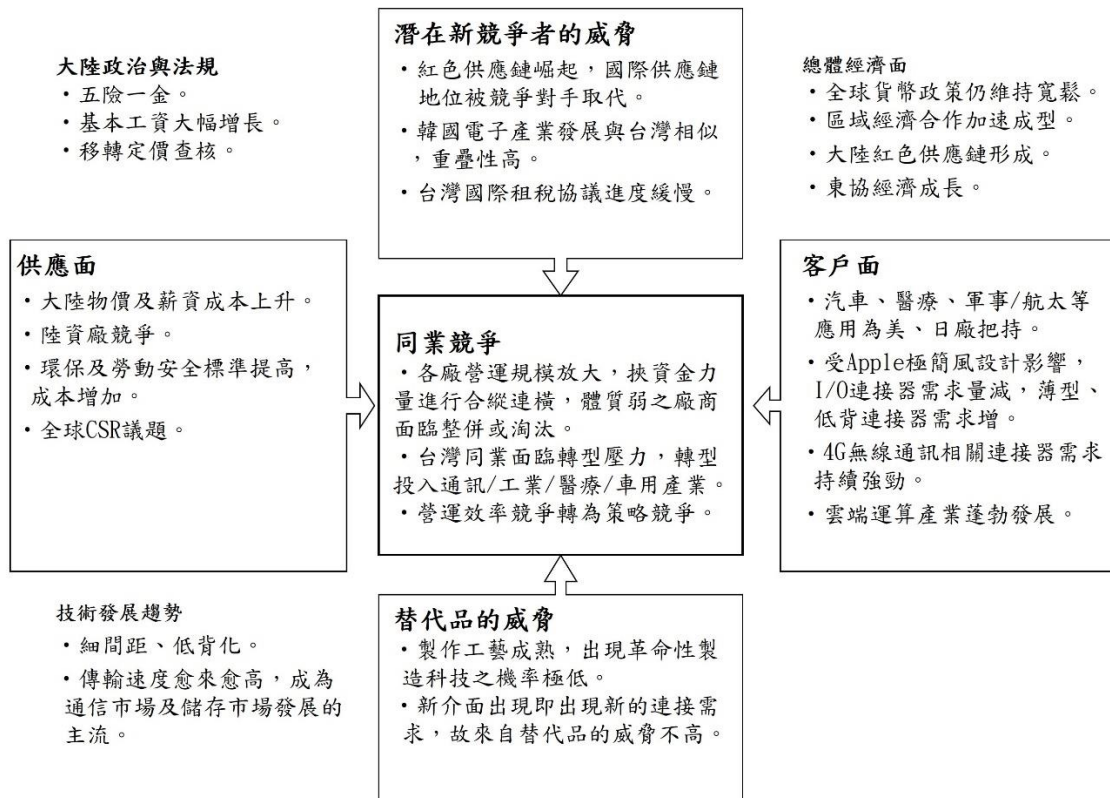 潛在新競爭者的威脅
・紅色供應鏈崛起，國際供應鏈
地位被競爭對手取代。
・韓國電子產業發展與台灣相似
，重疊性高。
・台灣國際租稅協議進度緩慢。
大陸政治與法規
・五險一金。
・基本工資大幅增長。
・移轉定價查核。
總體經濟面
・全球貨幣政策仍維持寬鬆。
・區域經濟合作加速成型。
・大陸紅色供應鏈形成。
・東協經濟成長。
供應面
・大陸物價及薪資成本上升。
・陸資廠競爭。
・環保及勞動安全標準提高，
成本增加。
・全球CSR議題。
同業競爭
・各廠營運規模放大，挾資金力
量進行合縱連橫，體質弱之廠商
面臨整併或淘汰。
・台灣同業面臨轉型壓力，轉型
投入通訊/工業/醫療/車用產業。
・營運效率競爭轉為策略競爭。
客戶面
・汽車、醫療、軍事/航太等
應用為美、日廠把持。
・受Apple極簡風設計影響，
I/O連接器需求量減，薄型、
低背連接器需求增。
・4G無線通訊相關連接器需求
持續強勁。
・雲端運算產業蓬勃發展。
技術發展趨勢
・細間距、低背化。
・傳輸速度愈來愈高，成為
通信市場及儲存市場發展的
主流。
替代品的威脅
・製作工藝成熟，出現革命性製
造科技之機率極低。
・新介面出現即出現新的連接需
求，故來自替代品的威脅不高。